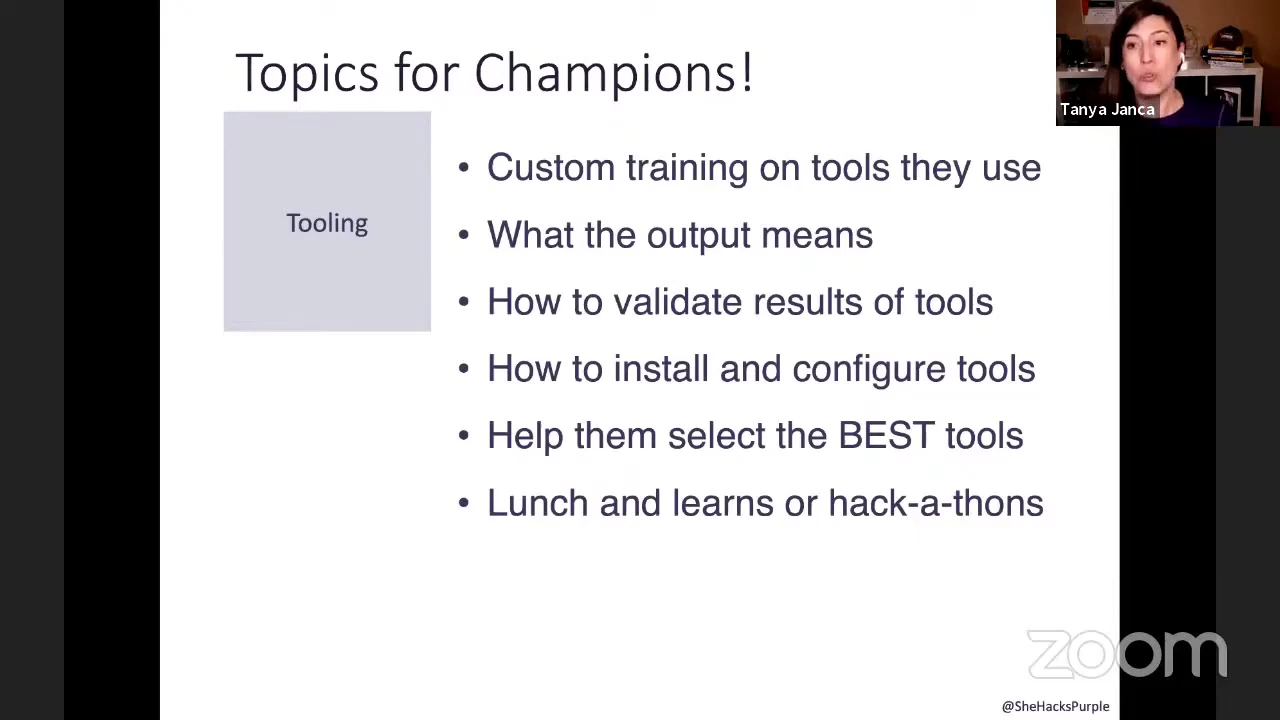 Topics for Champions!
Tanya Janca
Tooling
• Custom training on tools they use
• What the output means
• How to validate results of tools
• How to install and configure tools
• Help them select the BEST tools
• Lunch and learns or hack-a-thons
zoom
@SheHacksPurple